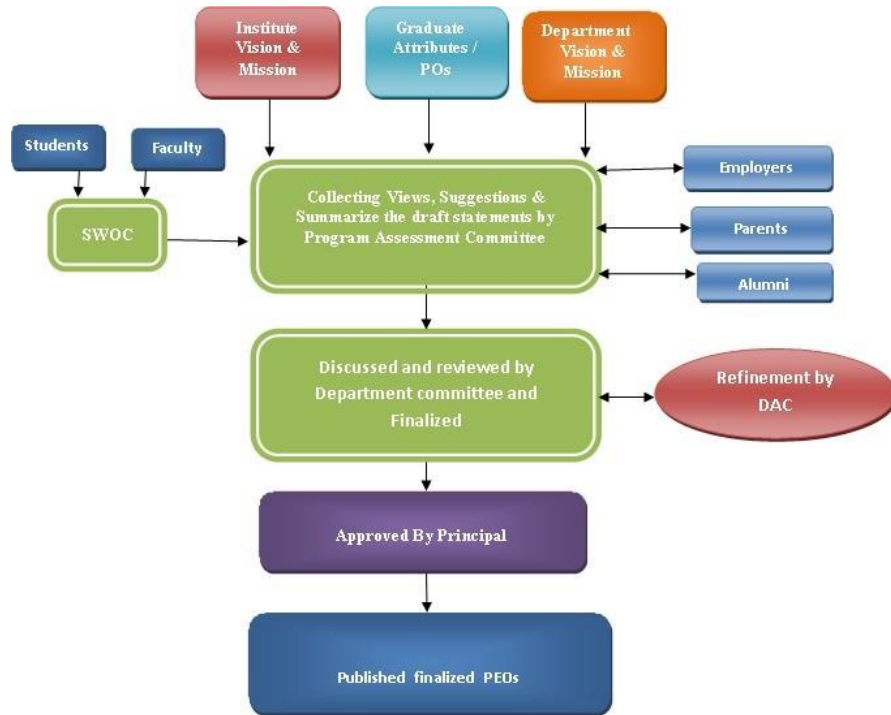 Institute
Vision &
Mission
Graduate
Attributes /
POs
Department
Vision &
Mission
Students
Faculty
SWOC
Collecting Views, Suggestions &
Summarize the draft statements by
Program Assessment Committee
Employers
Parents
Alumni
Discussed and reviewed by
Department committee and
Finalized
Refinement by
DAC
Approved By Principal
Published finalized PEOs